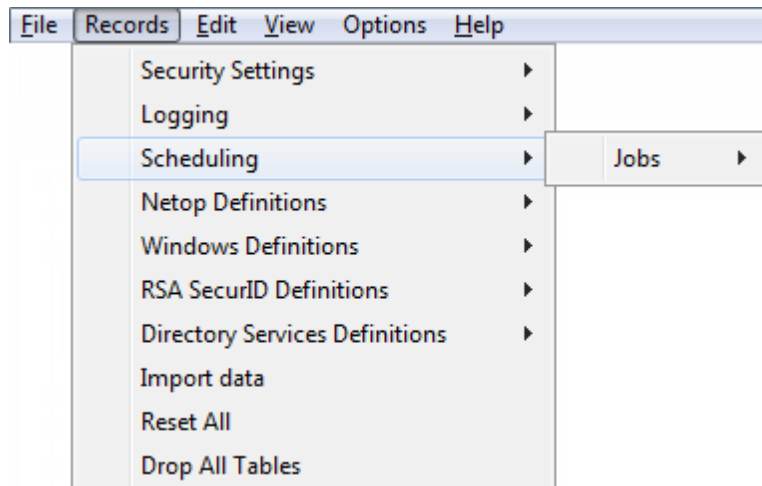 File Records Edit View Options Help
Security Settings
Logging
Scheduling Jobs
Netop Definitions
Windows Definitions
RSA SecurID Definitions
Directory Services Definitions
Import data
Reset All
Drop All Tables